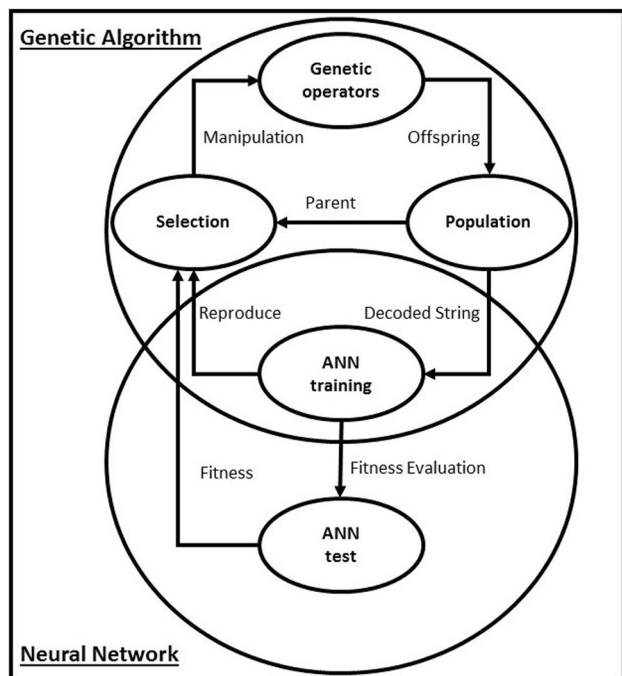 Genetic Algorithm
Genetic
operators
Manipulation
Offspring
Parent
Selection
Population
Reproduce
Decoded String
ANN
training
Fitness
Fitness Evaluation
ANN
test
Neural Network